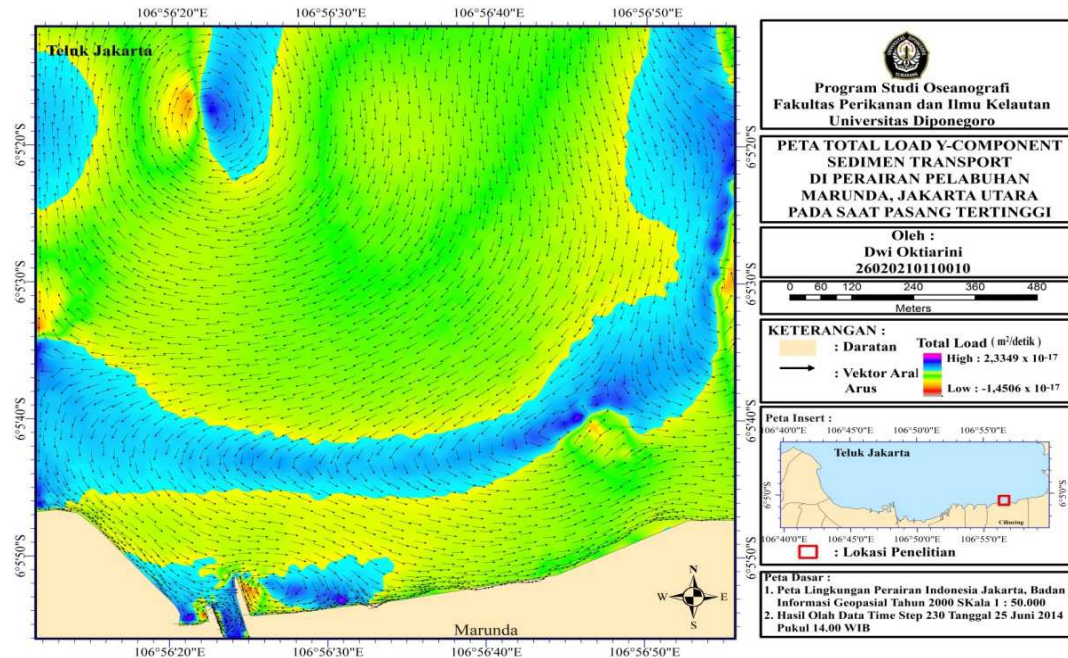 106°56'20"E 106°56'30"E 106°56'40"E 106°56'50"E
Teluk Jakarta
6°5'20"S
6°5'30"S
6°5'40"S
6°5'50"S
6°5'20"S
6°5'30"S
6°5'40"S
6°5'50"S
N
W E
S
Marunda
106°56'20"E 106°56'30"E 106°56'40"E 106°56'50"E
Program Studi Oseanografi
Fakultas Perikanan dan Ilmu Kelautan
Universitas Diponegoro
PETA TOTAL LOAD Y-COMPONENT
SEDIMEN TRANSPORT
DI PERAIRAN PELABUHAN
MARUNDA, JAKARTA UTARA
PADA SAAT PASANG TERTINGGI
Oleh :
Dwi Oktiarini
26020210110010
0 60 120 240 360 480
Meters
KETERANGAN :
: Daratan
: Vektor Aral
Arus
Total Load ( m²/detik )
High : 2,3349 x 10-17
Low : -1,4506 x 10-17
Peta Insert :
106°40'0"E 106°45'0"E 106°50'0"E 106°55'0"E
Teluk Jakarta
6°5'0"S
6°5'0"S
Cilincing
106°40'0"E 106°45'0"E 106°50'0"E 106°55'0"E
: Lokasi Penelitian
Peta Dasar :
1. Peta Lingkungan Perairan Indonesia Jakarta, Badan
Informasi Geopasial Tahun 2000 SKala 1 : 50.000
2. Hasil Olah Data Time Step 230 Tanggal 25 Juni 2014
Pukul 14.00 WIB